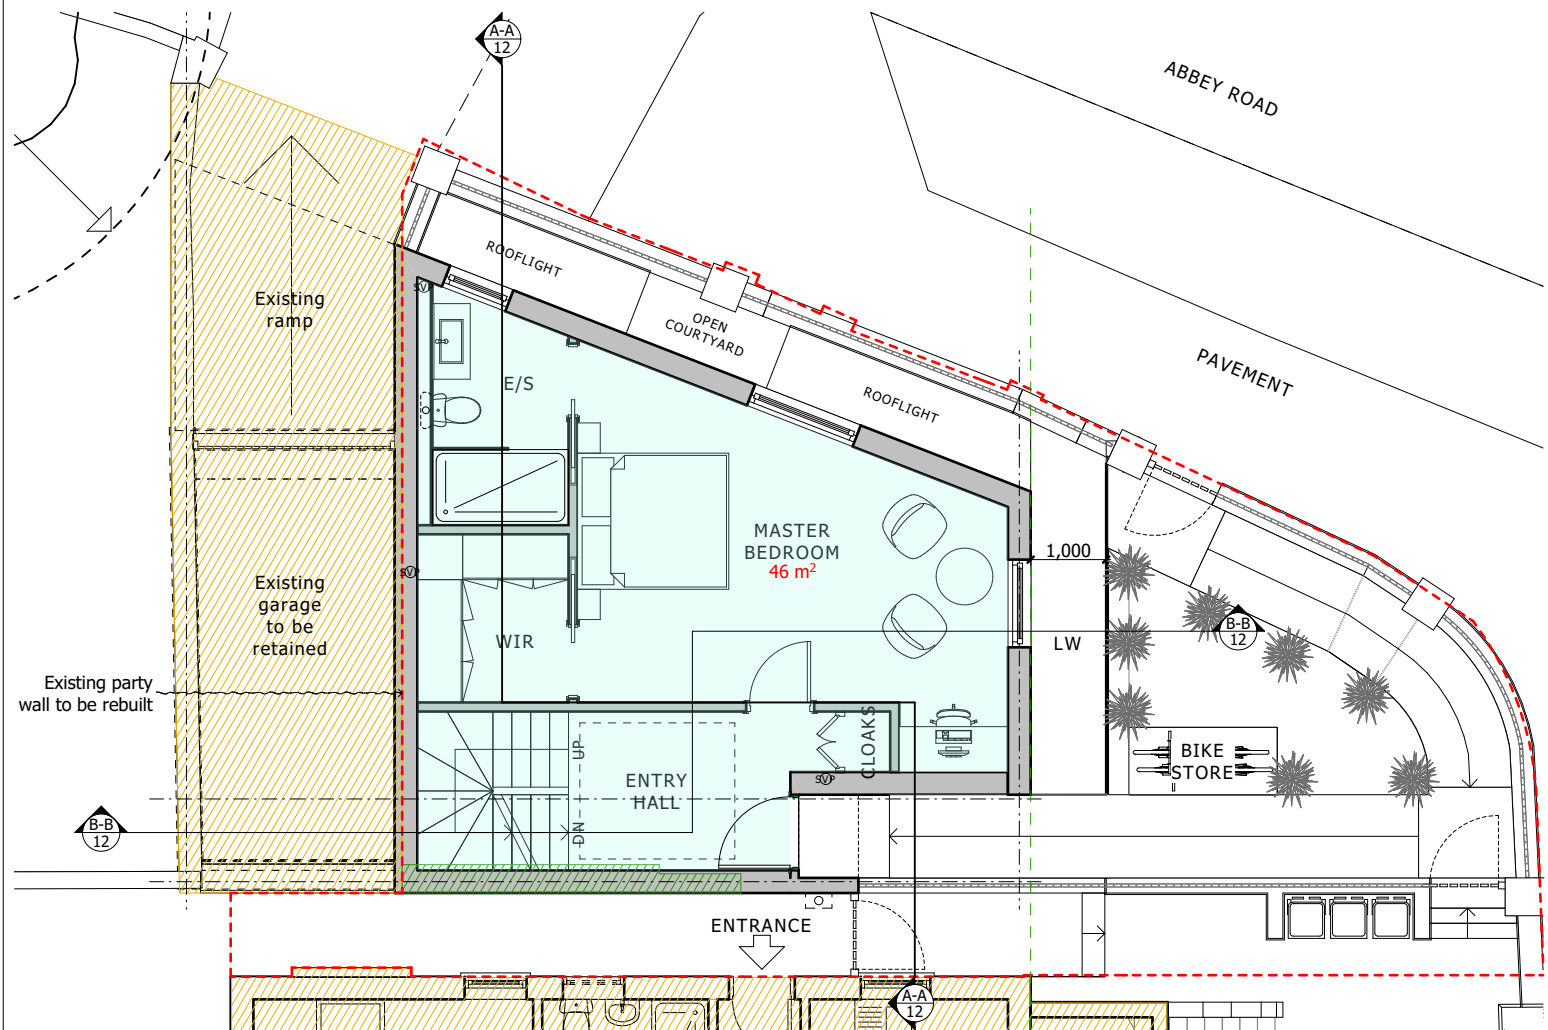 A-A
12
ABBEY ROAD
ROOFLIGHT
SVP
Existing
ramp
OPEN
COURTYARD
PAVEMENT
E/S
ROOFLIGHT
MASTER
BEDROOM
46 m²
1,000
SVP
Existing
garage
to be
retained
WIR
LW
B-B
12
Existing party
wall to be rebuilt
CLOAKS
UP
BIKE
STORE
SVP
ENTRY
HALL
DN
B-B
12
ENTRANCE
A-A
12